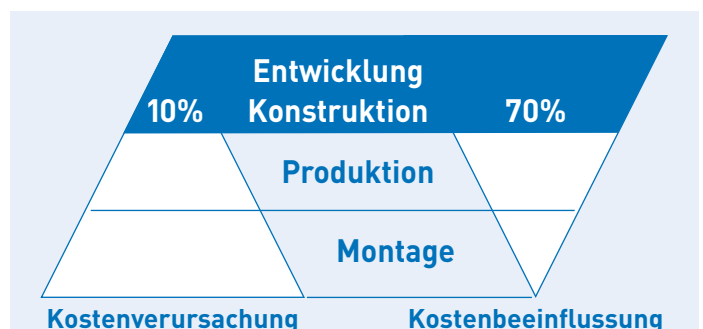 Entwicklung
10% Konstruktion 70%
Produktion
Montage
Kostenverursachung Kostenbeeinflussung